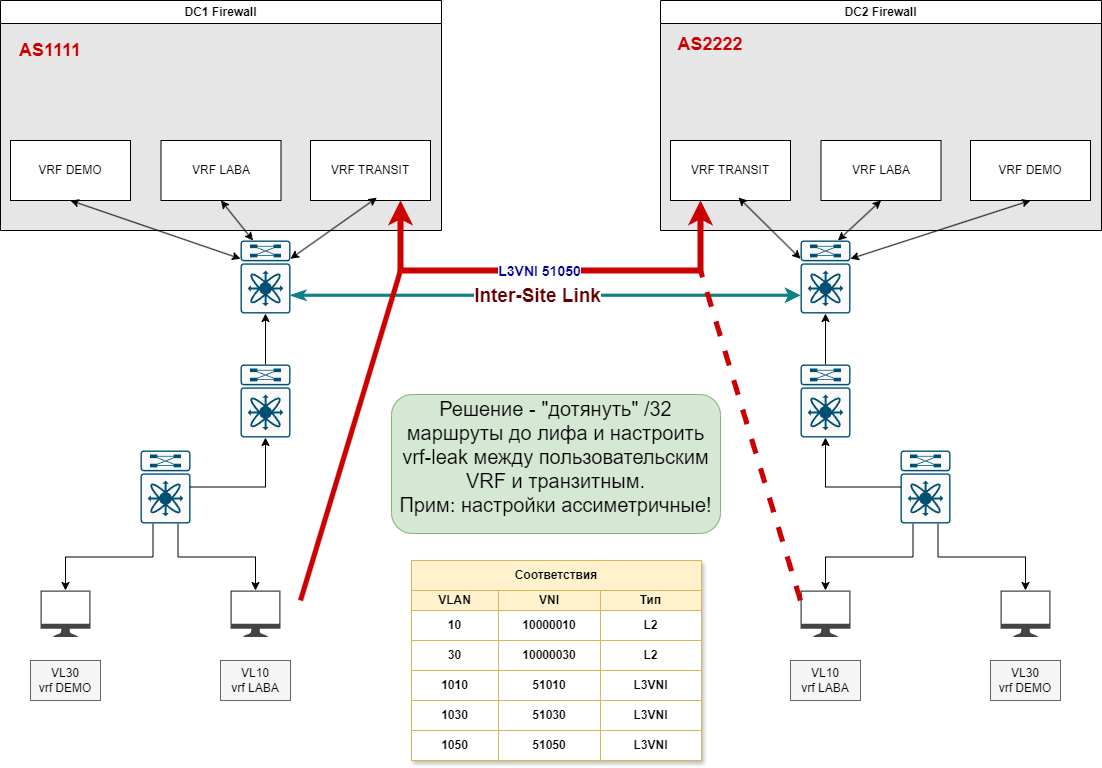 DC1 Firewall
DC2 Firewall
AS1111
AS2222
VRF DEMO
VRF LABA
VRF TRANSIT
VRF TRANSIT
VRF LABA
VRF DEMO
L3VNI 51050
Inter-Site Link
Решение - "дотянуть" /32
маршруты до лифа и настроить
vrf-leak между пользовательским
VRF и транзитным.
Прим: настройки ассиметричные!
Соответствия
VLAN VNI Тип
10 10000010 L2
30 10000030 L2
1010 51010 L3VNI
1030 51030 L3VNI
1050 51050 L3VNI
VL30
vrf DEMO
VL10
vrf LABA
VL10
vrf LABA
VL30
vrf DEMO